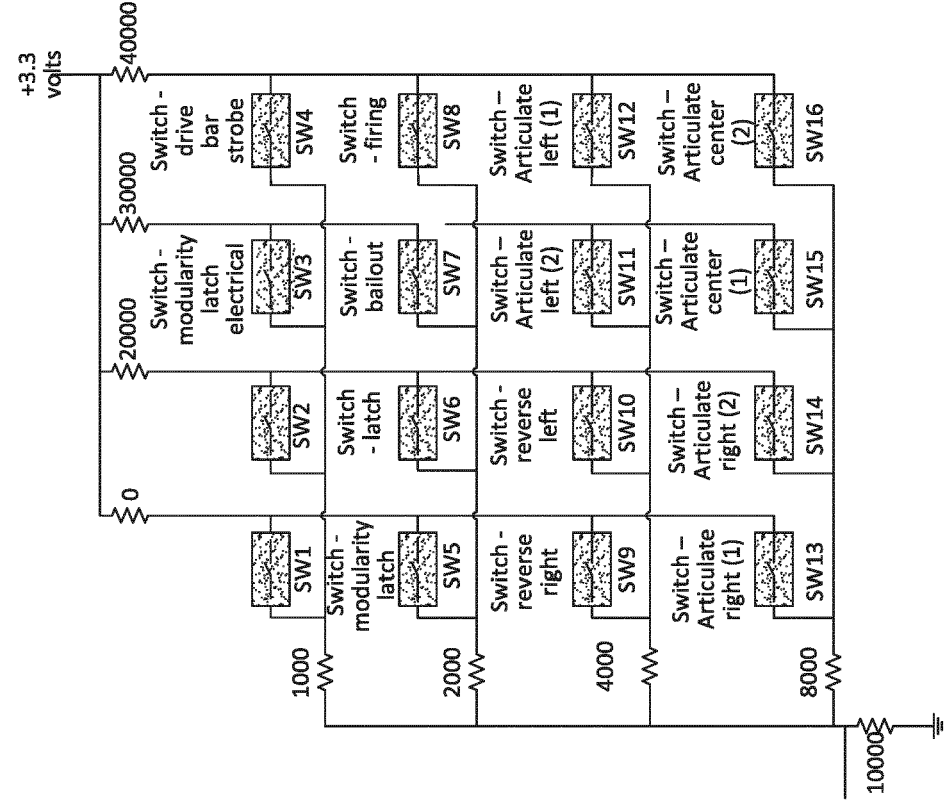 +3.3
volts
0
20000
30000
40000
SW1
SW2
Switch -
modularity
latch
electrical
SW3
Switch -
drive
bar
strobe
SW4
1000
Switch -
modularity
latch
SW5
Switch
- latch
SW6
Switch -
bailout
SW7
Switch
- firing
SW8
2000
Switch -
reverse
right
SW9
Switch -
reverse
left
SW10
Switch –
Articulate
left (2)
SW11
Switch –
Articulate
left (1)
SW12
4000
Switch –
Articulate
right (1)
SW13
Switch –
Articulate
right (2)
SW14
Switch –
Articulate
center
(1)
SW15
Switch –
Articulate
center
(2)
SW16
8000
10000